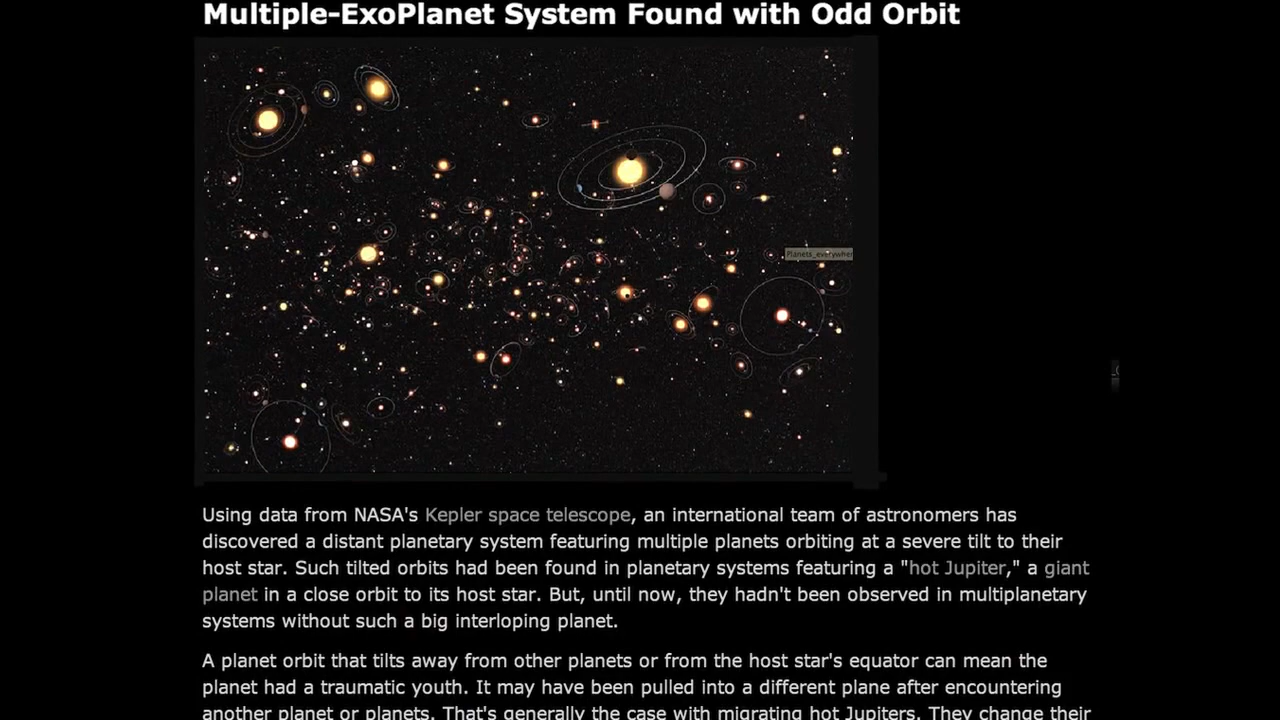 Multiple-ExoPlanet System Found with Odd Orbit
Planets_everywher
Using data from NASA's Kepler space telescope, an international team of astronomers has
discovered a distant planetary system featuring multiple planets orbiting at a severe tilt to their
host star. Such tilted orbits had been found in planetary systems featuring a "hot Jupiter," a giant
planet in a close orbit to its host star. But, until now, they hadn't been observed in multiplanetary
systems without such a big interloping planet.
A planet orbit that tilts away from other planets or from the host star's equator can mean the
planet had a traumatic youth. It may have been pulled into a different plane after encountering
another planet or planets. That's generally the case with migrating hot Jupiters. They change their